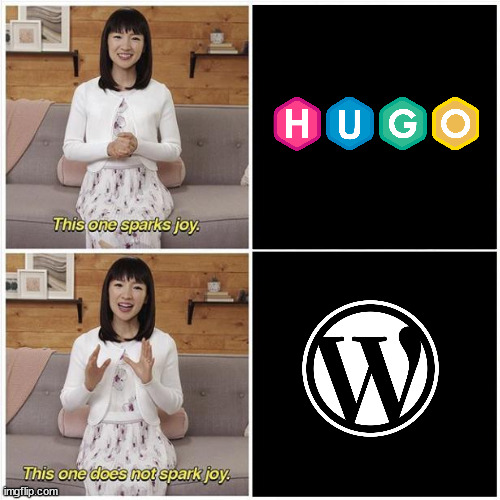 This one sparks joy.
HUGO
This one does not spark joy.
W
imgflip.com